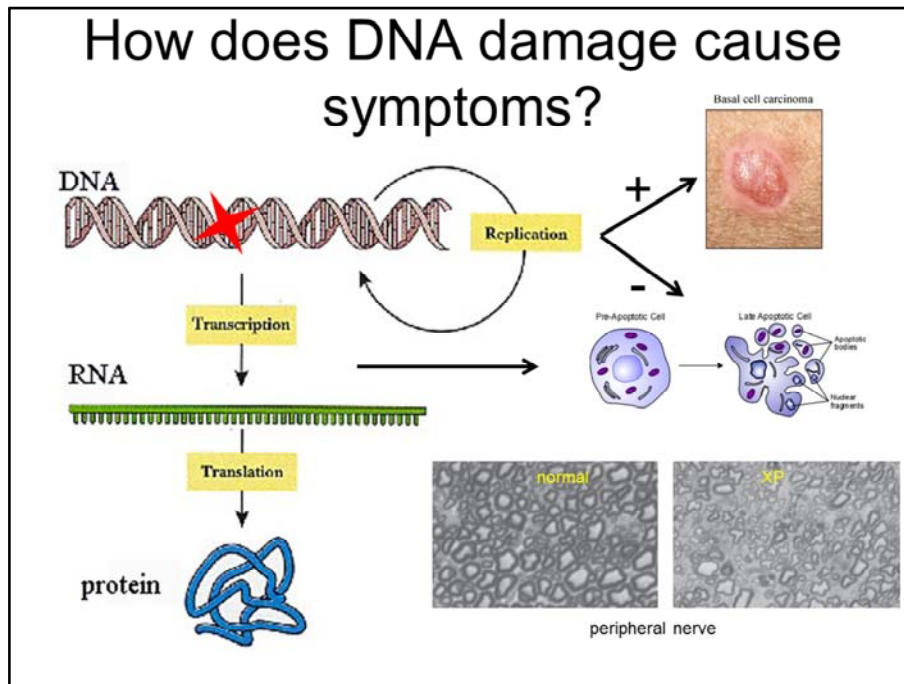 How does DNA damage cause
symptoms?
Basal cell carcinoma
DNA
+
Replication
-
Pre-Apoptotic Cell
Late Apoptotic Cell
Apoptotic
bodies
Transcription
RNA
Nuclear
fragments
Translation
normal
XP
protein
peripheral nerve